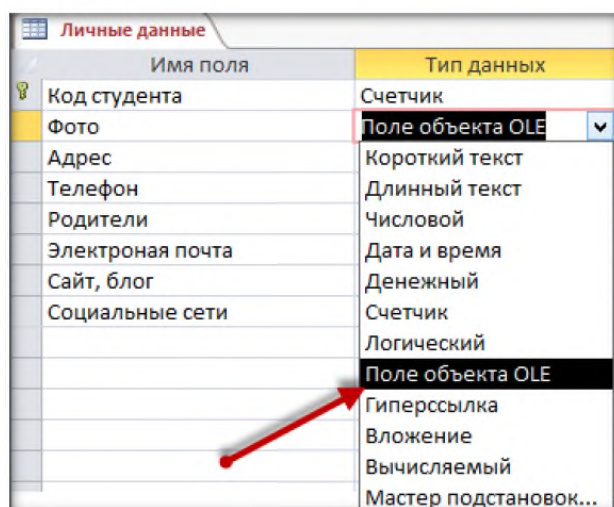 Личные данные
Имя поля Тип данных
Код студента Счетчик
Фото Поле объекта OLE
Адрес Короткий текст
Телефон Длинный текст
Родители Числовой
Электроная почта Дата и время
Сайт, блог Денежный
Социальные сети Счетчик
Логический
Поле объекта OLE
Гиперссылка
Вложение
Вычисляемый
Мастер подстановок...